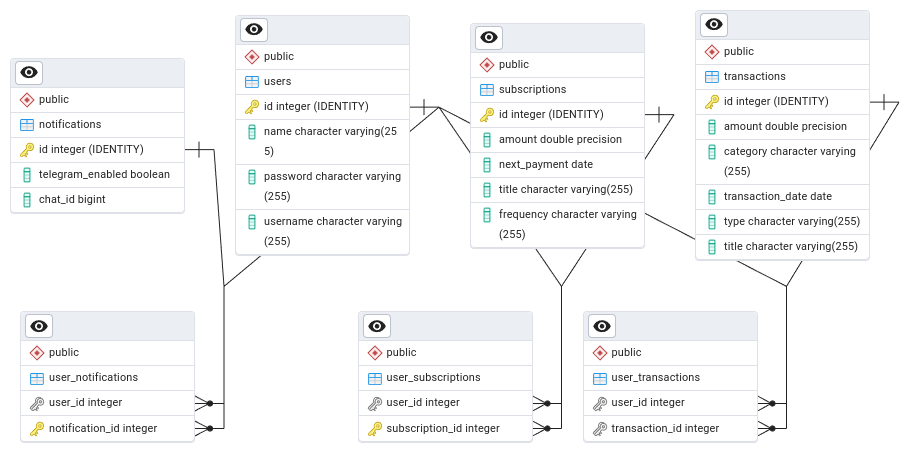 public
notifications
id integer (IDENTITY)
telegram_enabled boolean
chat_id bigint
public
users
id integer (IDENTITY)
name character varying(25
5)
password character varying
(255)
username character varying
(255)
public
subscriptions
id integer (IDENTITY)
amount double precision
next_payment date
title character varying(255)
frequency character varying
(255)
public
transactions
id integer (IDENTITY)
amount double precision
category character varying
(255)
transaction_date date
type character varying(255)
title character varying(255)
public
user_notifications
user_id integer
notification_id integer
public
user_subscriptions
user_id integer
subscription_id integer
public
user_transactions
user_id integer
transaction_id integer